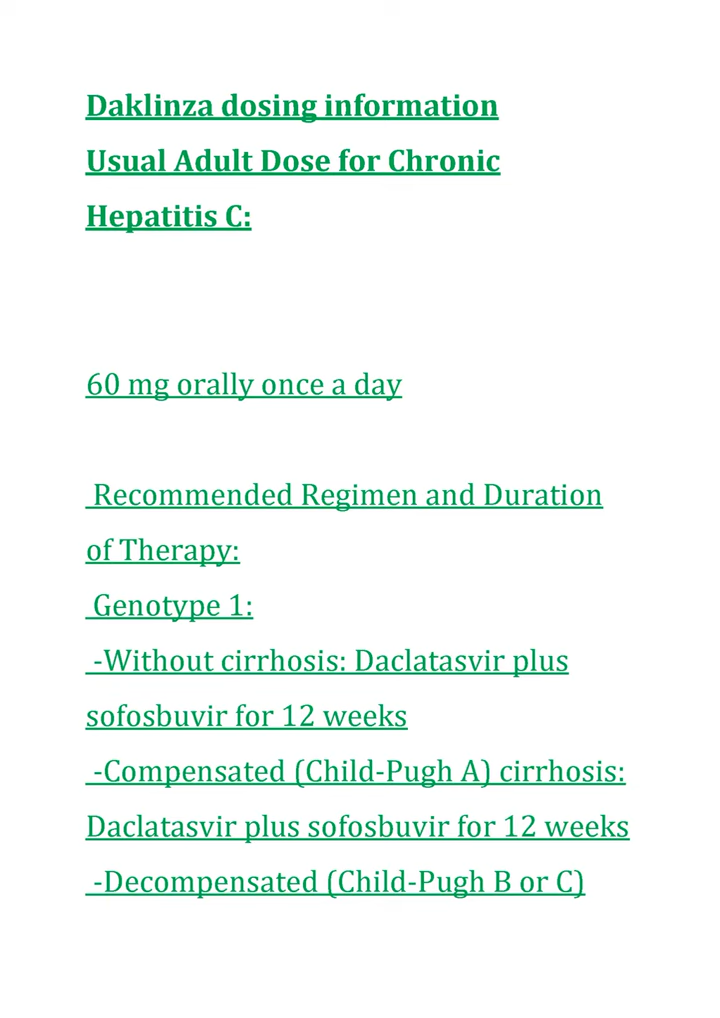 Daklinza dosing information
Usual Adult Dose for Chronic
Hepatitis C:
60 mg orally once a day
Recommended Regimen and Duration
of Therapy:
Genotype 1:
-Without cirrhosis: Daclatasvir plus
sofosbuvir for 12 weeks
-Compensated (Child-Pugh A) cirrhosis:
Daclatasvir plus sofosbuvir for 12 weeks
-Decompensated (Child-Pugh B or C)